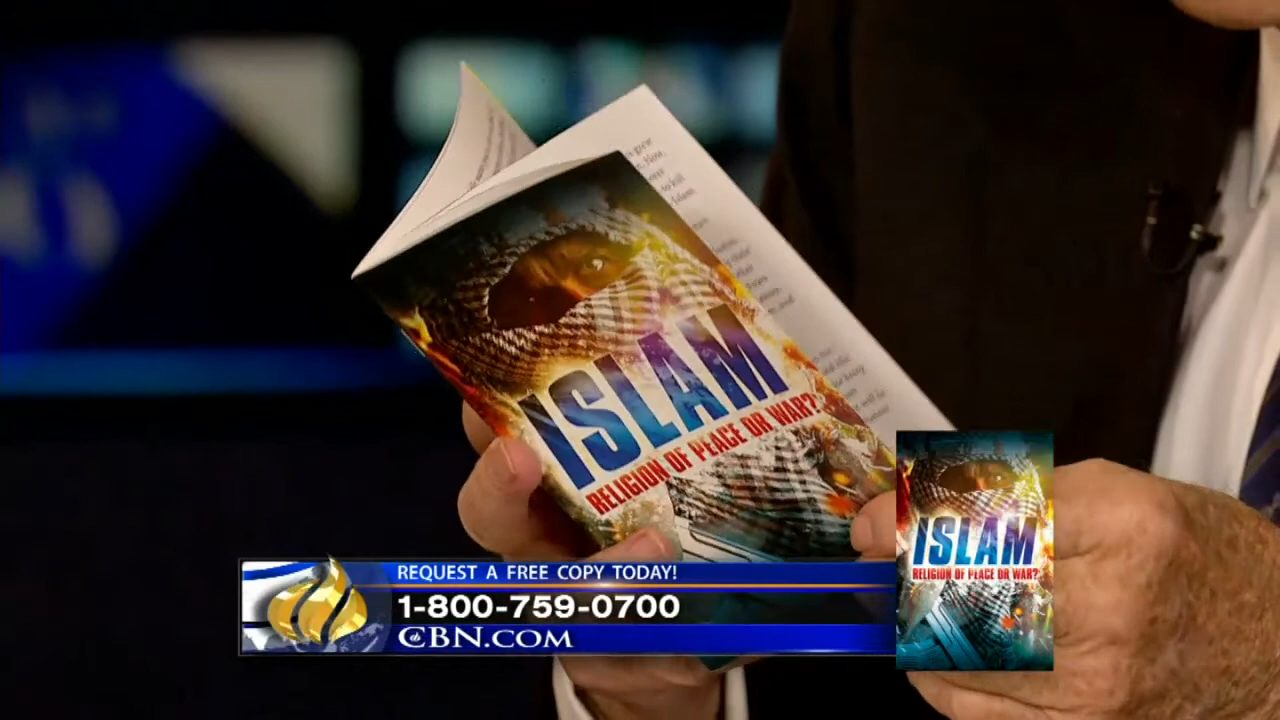 ISLAM
RELIGION OF PEACE OR WAR?
REQUEST A FREE COPY TODAY!
1-800-759-0700
CBN.COM
ISLAM
RELIGION OF PEACE OR WAR?